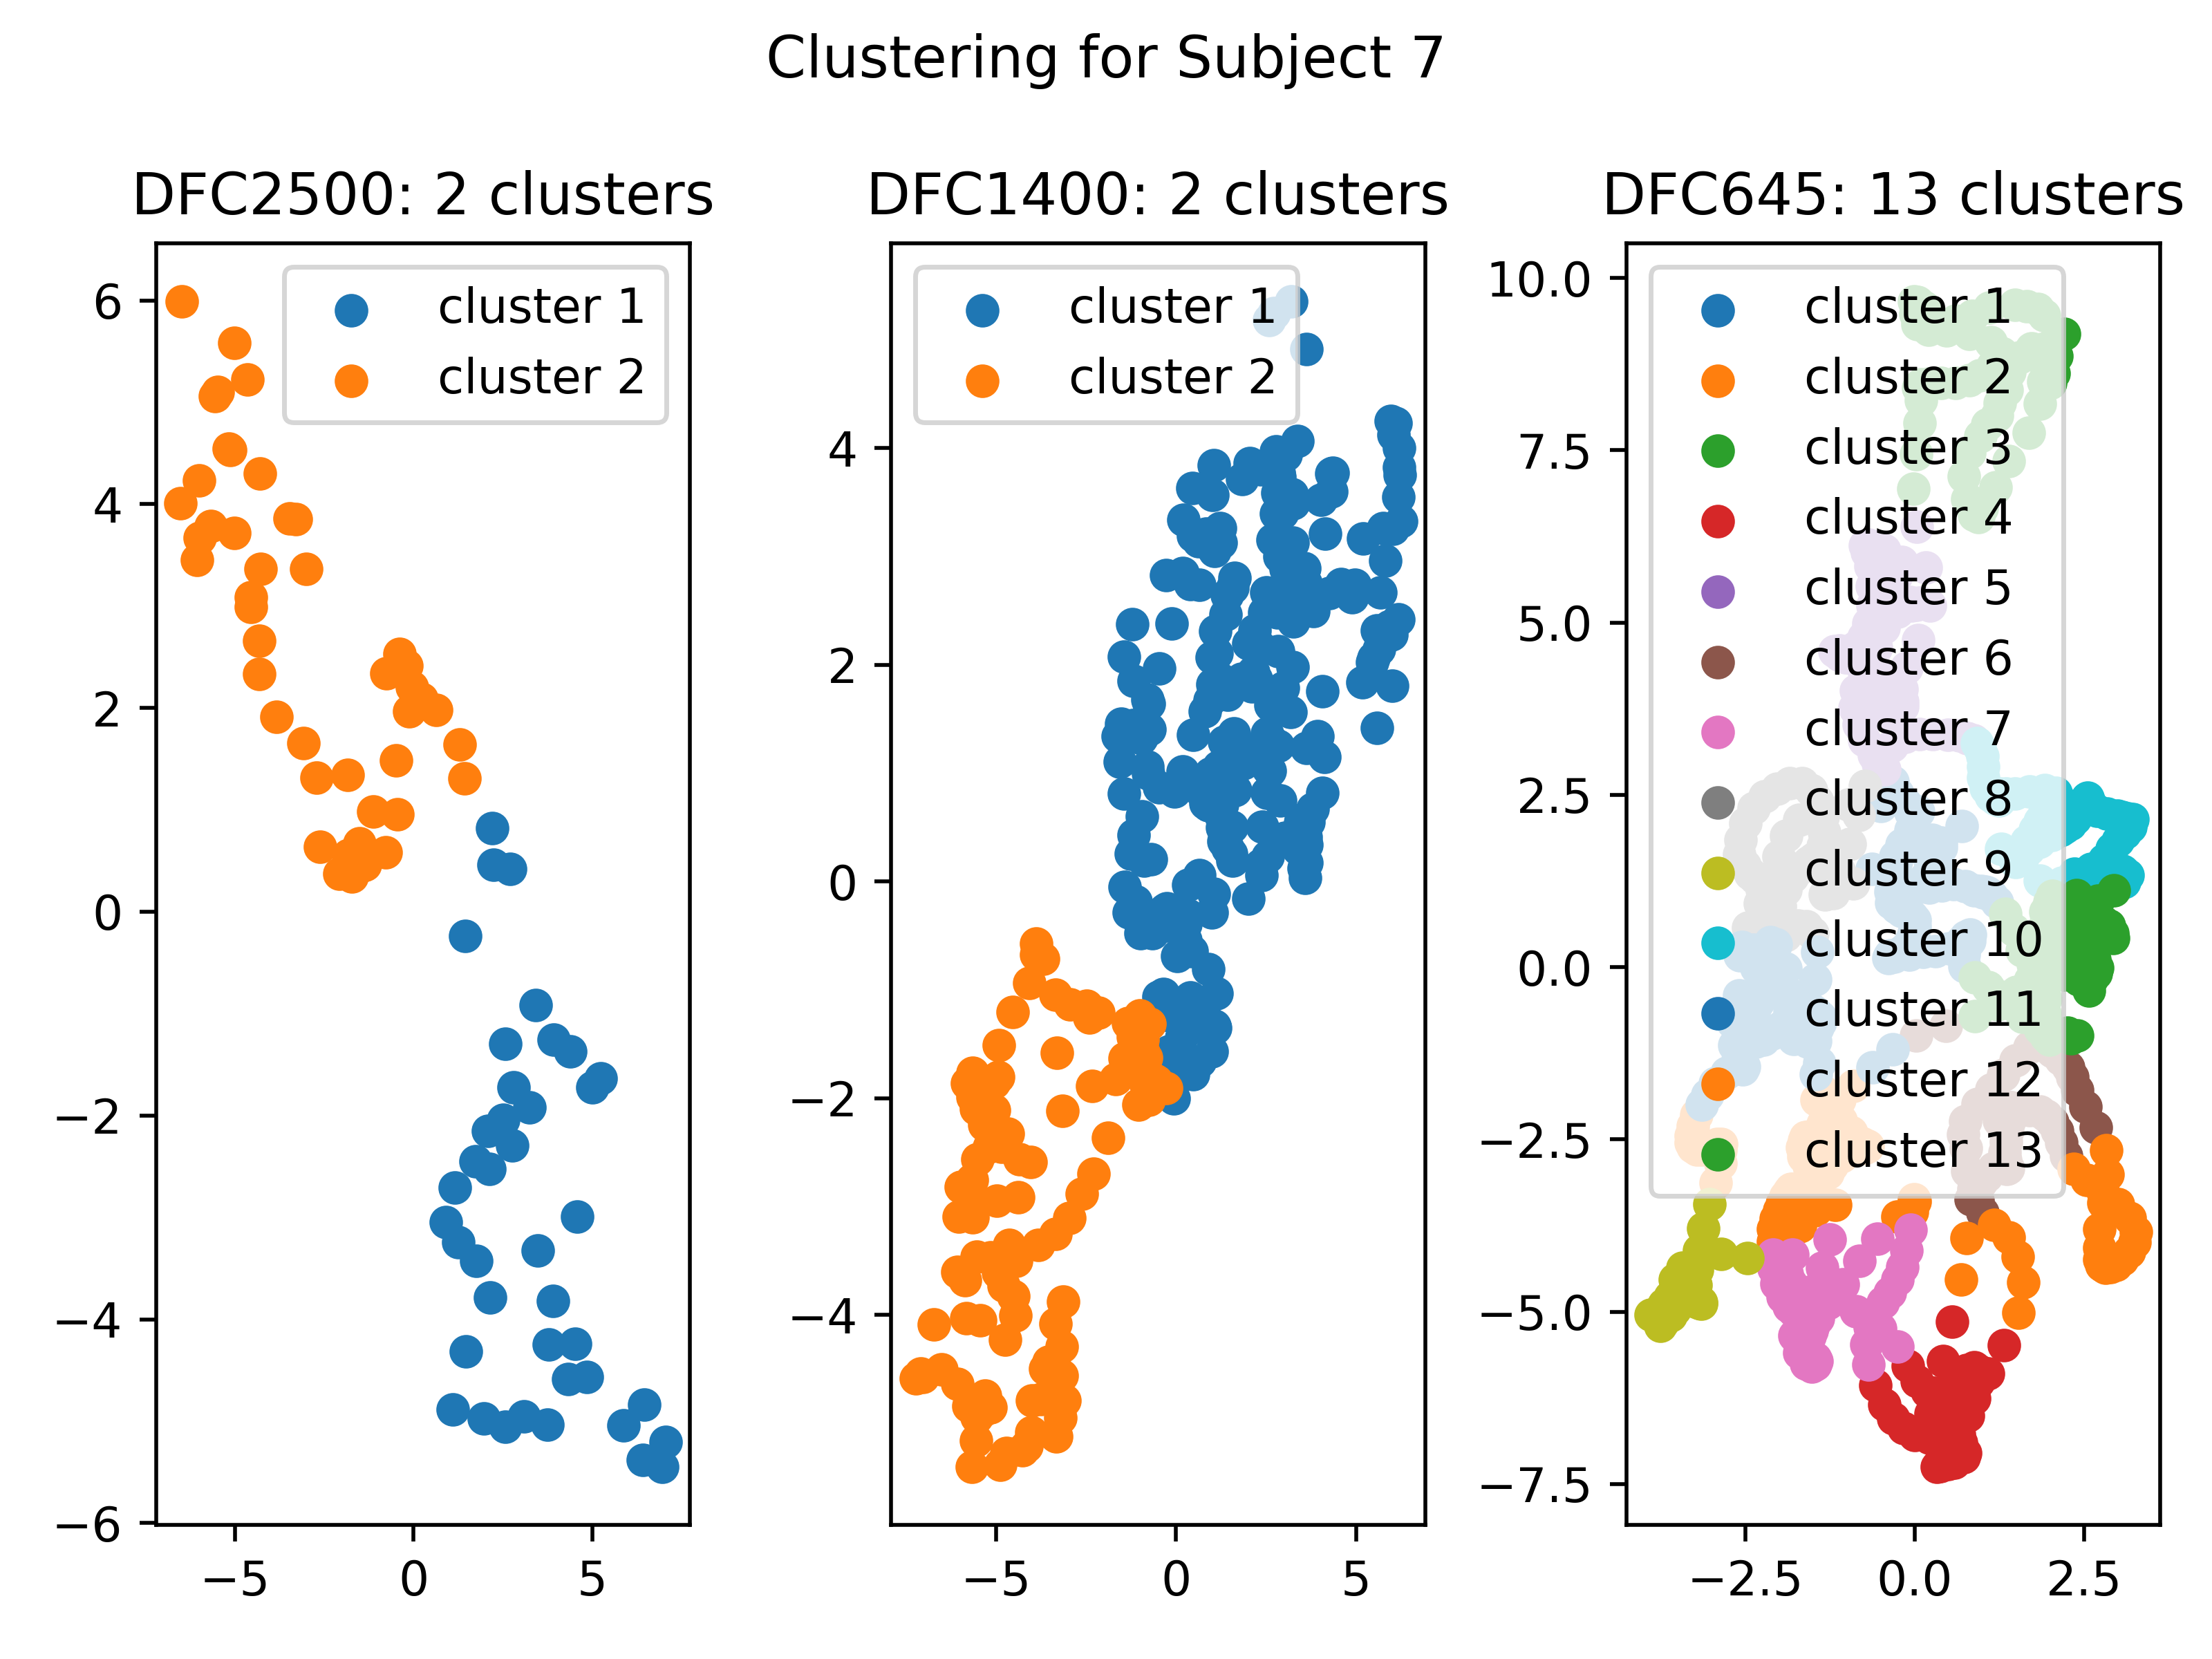 Clustering for Subject 7
DFC2500: 2 clusters
cluster 1
cluster 2
6
4
2
0
−2
−4
−6
−5
0
5
DFC1400: 2 clusters
cluster 1
cluster 2
4
2
0
−2
−4
−5
0
5
DFC645: 13 clusters
cluster 1
cluster 2
cluster 3
cluster 4
cluster 5
cluster 6
cluster 7
cluster 8
cluster 9
cluster 10
cluster 11
cluster 12
cluster 13
10.0
7.5
5.0
2.5
0.0
−2.5
−5.0
−7.5
−2.5
0.0
2.5